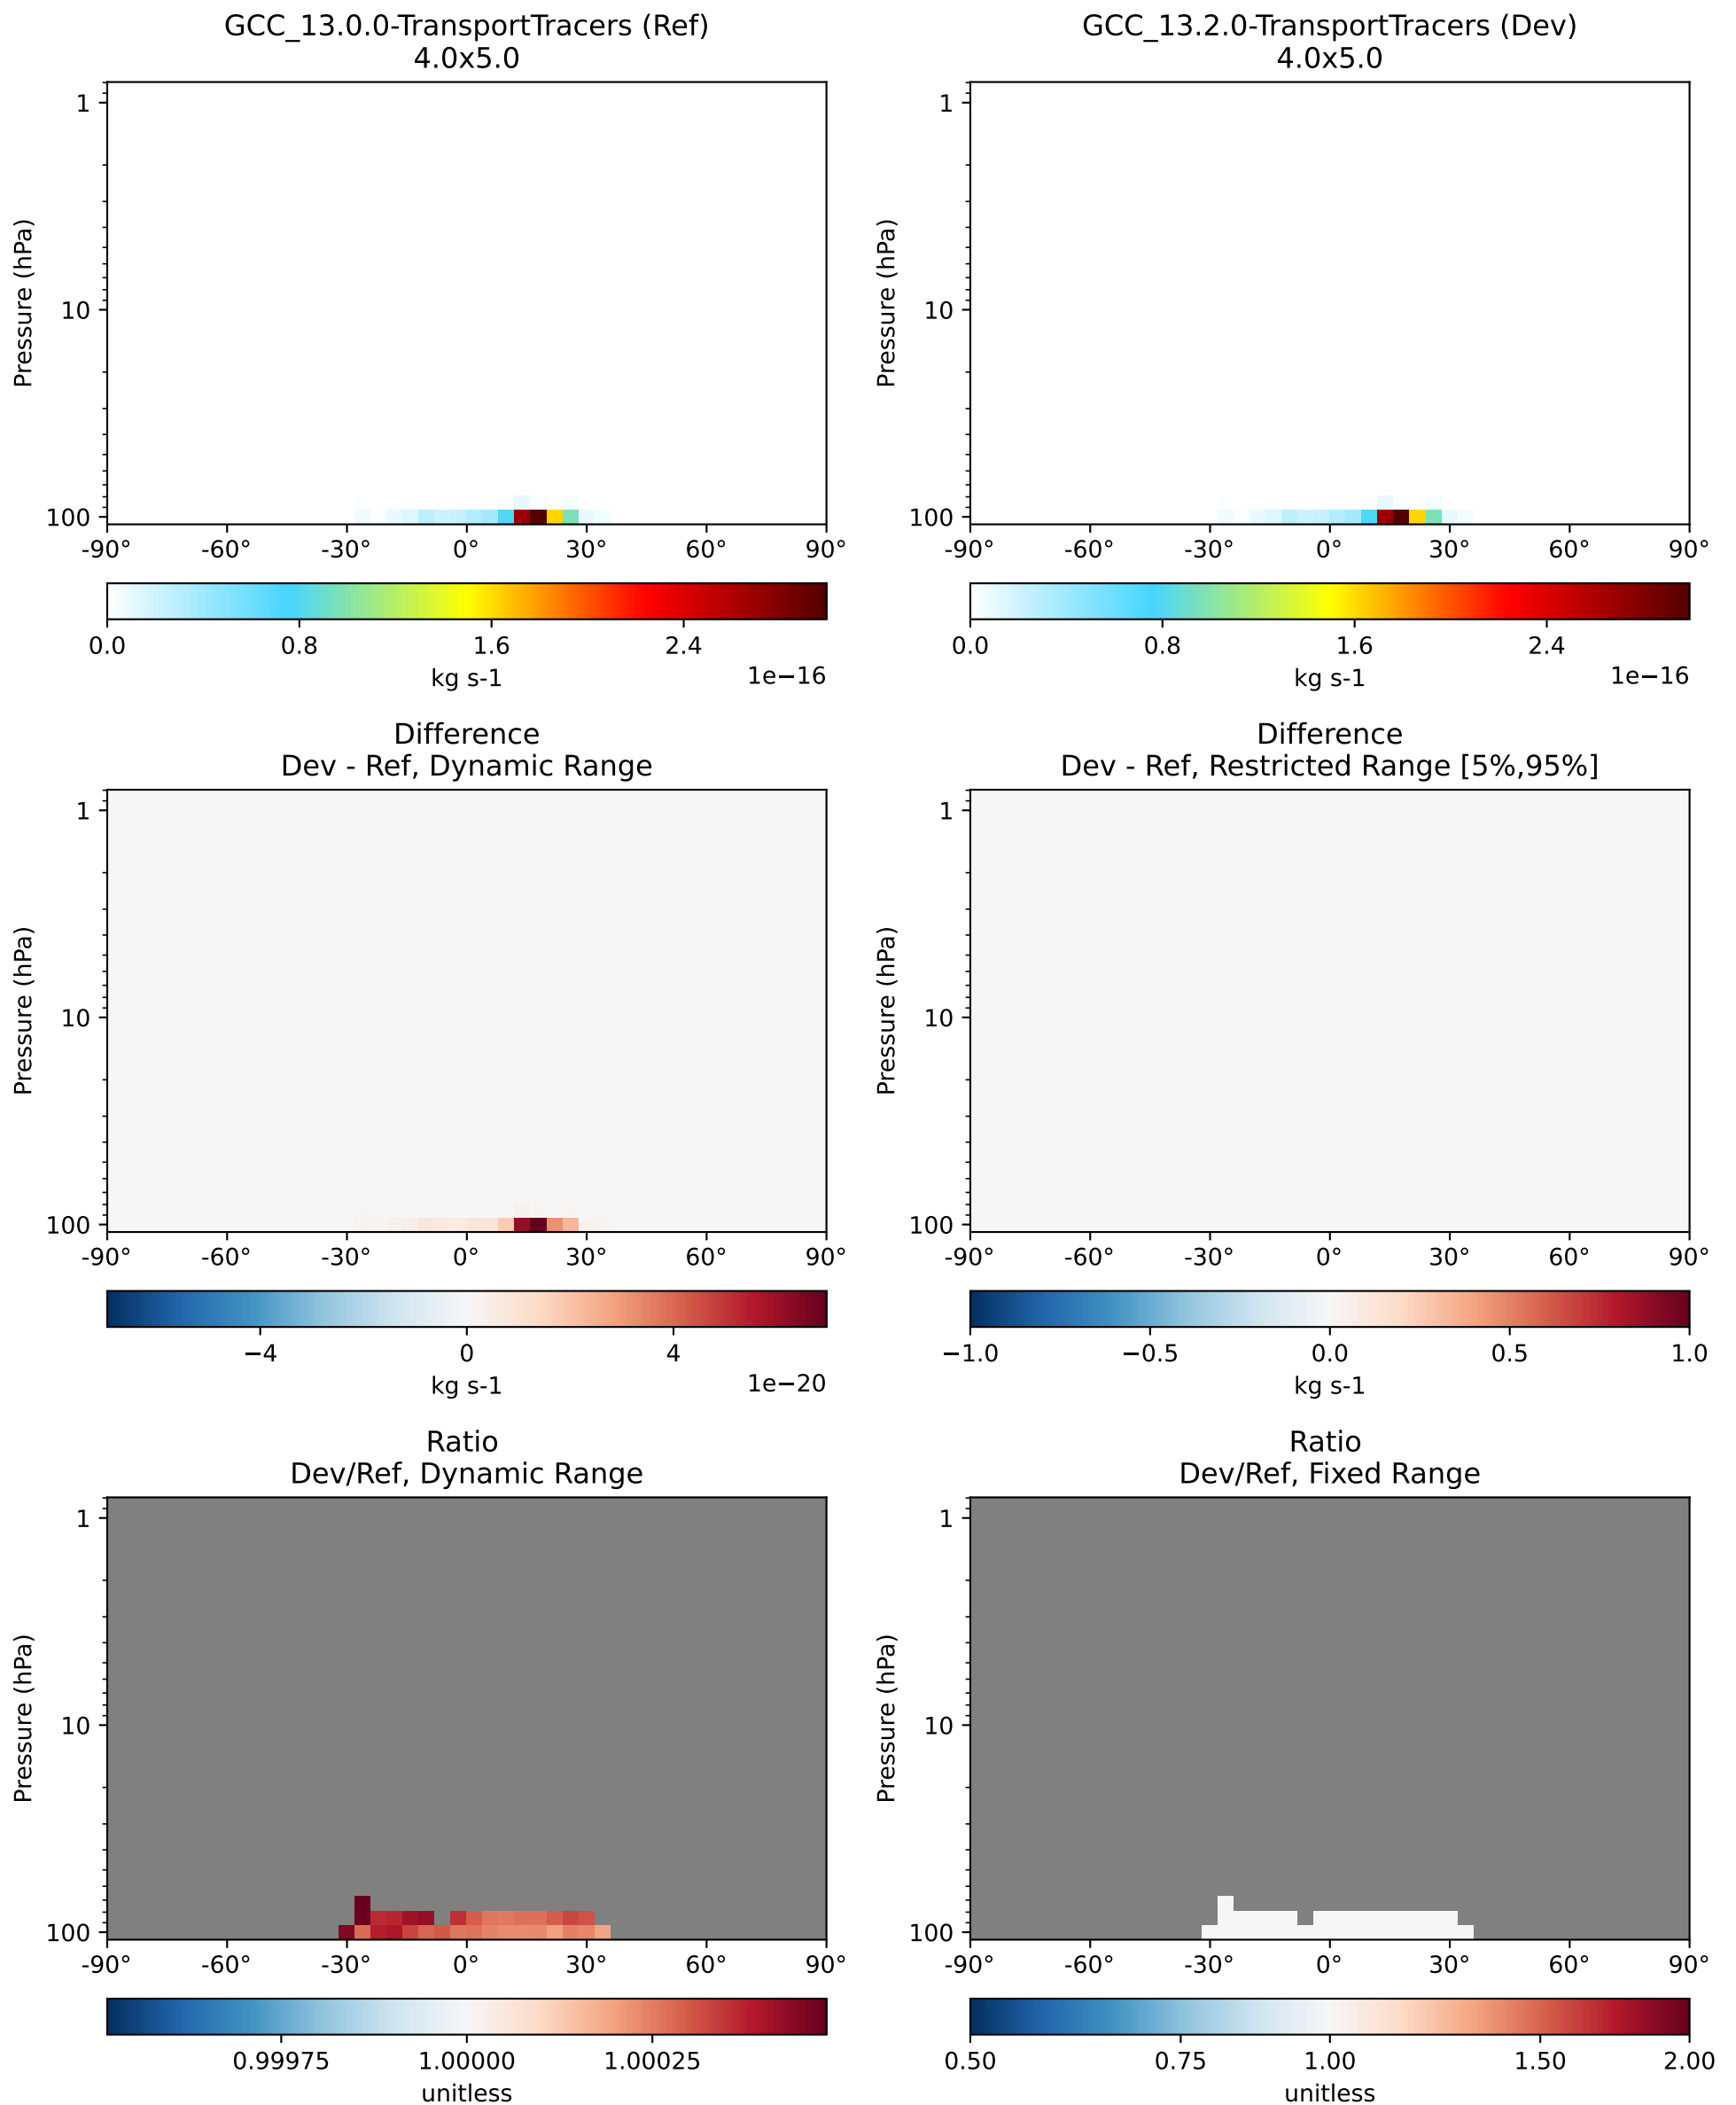 GCC_13.0.0-TransportTracers (Ref)
4.0x5.0
Pressure (hPa)
1
10
100
-90° -60° -30° 0° 30° 60° 90°
0.0 0.8 1.6 2.4
kg s-1
1e−16
GCC_13.2.0-TransportTracers (Dev)
4.0x5.0
Pressure (hPa)
1
10
100
-90° -60° -30° 0° 30° 60° 90°
0.0 0.8 1.6 2.4
kg s-1
1e−16
Difference
Dev - Ref, Dynamic Range
Pressure (hPa)
1
10
100
-90° -60° -30° 0° 30° 60° 90°
−4 0 4
kg s-1
1e−20
Difference
Dev - Ref, Restricted Range [5%,95%]
Pressure (hPa)
1
10
100
-90° -60° -30° 0° 30° 60° 90°
−1.0 −0.5 0.0 0.5 1.0
kg s-1
Ratio
Dev/Ref, Dynamic Range
Pressure (hPa)
1
10
100
-90° -60° -30° 0° 30° 60° 90°
0.99975 1.00000 1.00025
unitless
Ratio
Dev/Ref, Fixed Range
Pressure (hPa)
1
10
100
-90° -60° -30° 0° 30° 60° 90°
0.50 0.75 1.00 1.50 2.00
unitless